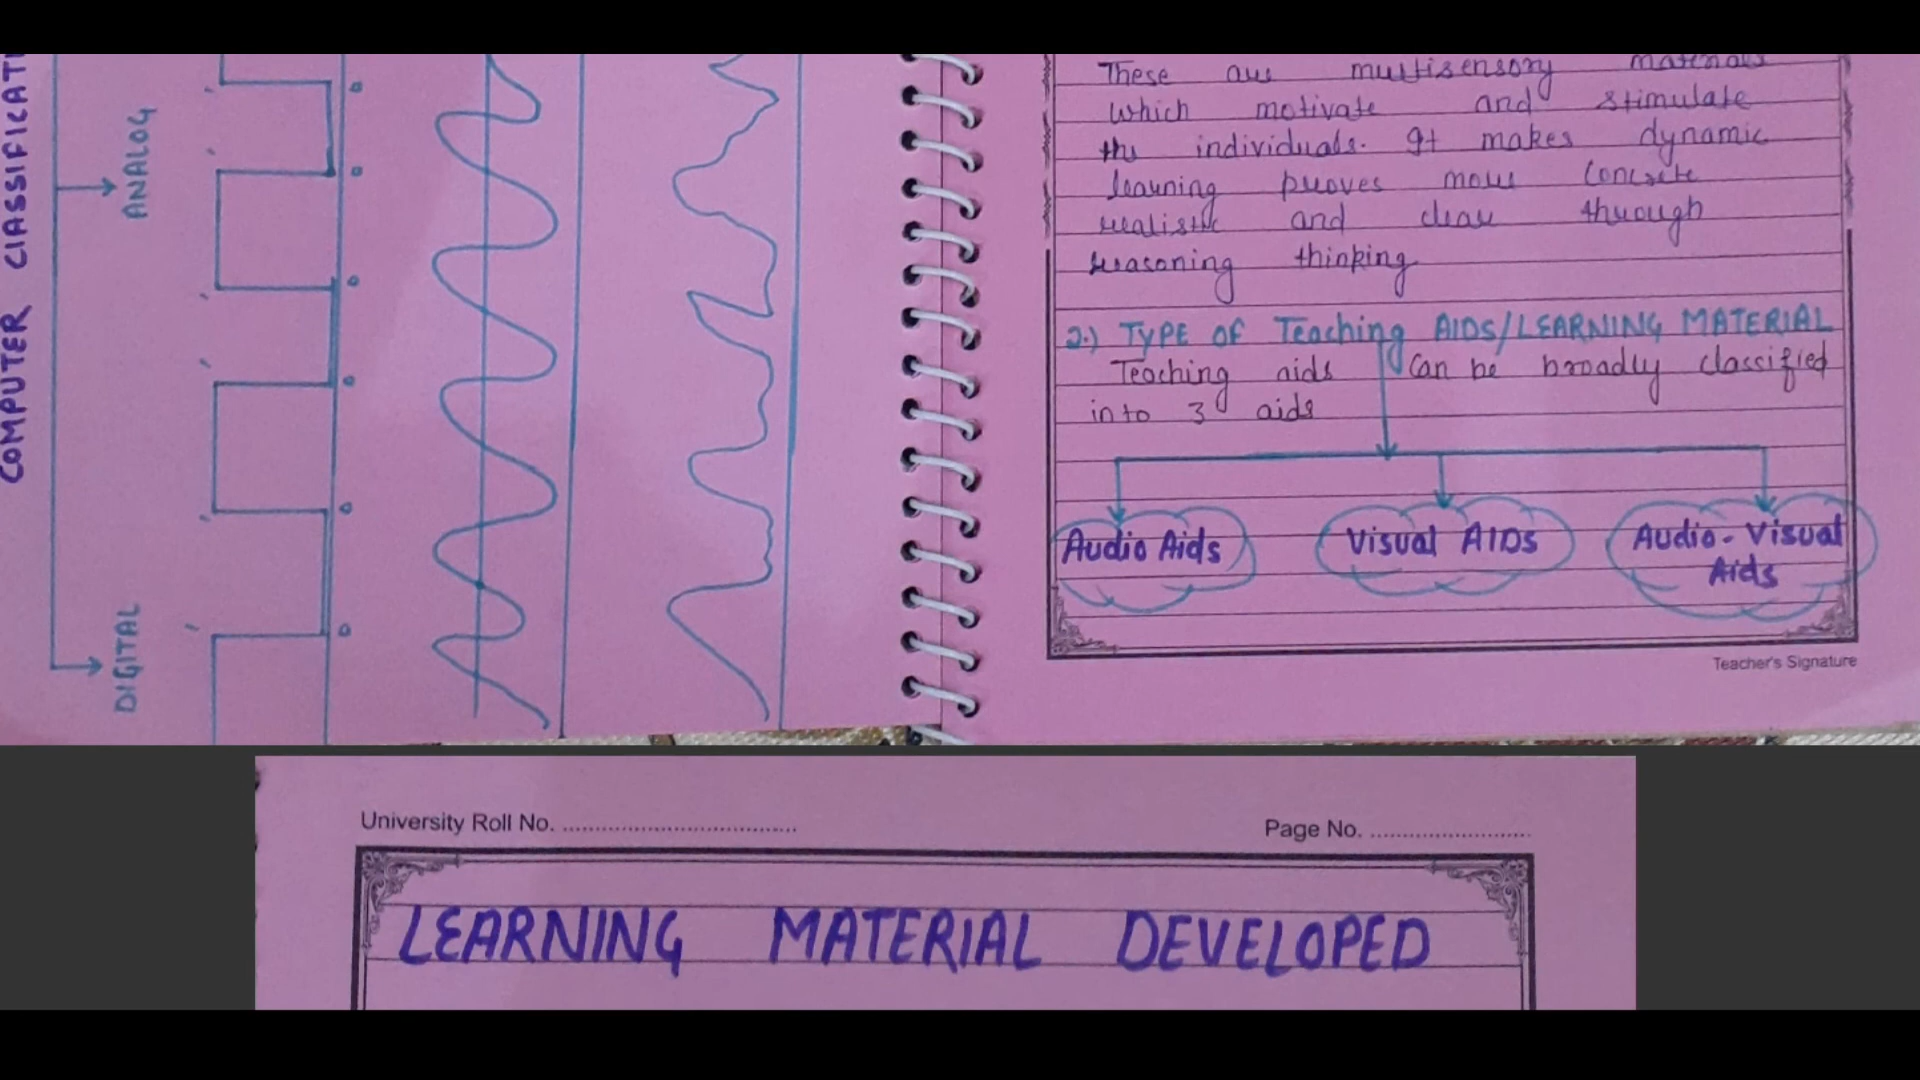 COMPUTER CLASSIFICATI
ANALOG
DIGITAL
These are multisensory materials
which motivate and stimulate
the individuals. It makes dynamic
learning proves more concrete
realistic and clear through
reasoning thinking
2.) TYPE OF Teaching AIDS/LEARNING MATERIAL
Teaching aids can be broadly classified
into 3 aids
Audio Aids
Visual AIDs
Audio-Visual
Aids
Teacher's Signature
University Roll No.
Page No.
LEARNING MATERIAL DEVELOPED